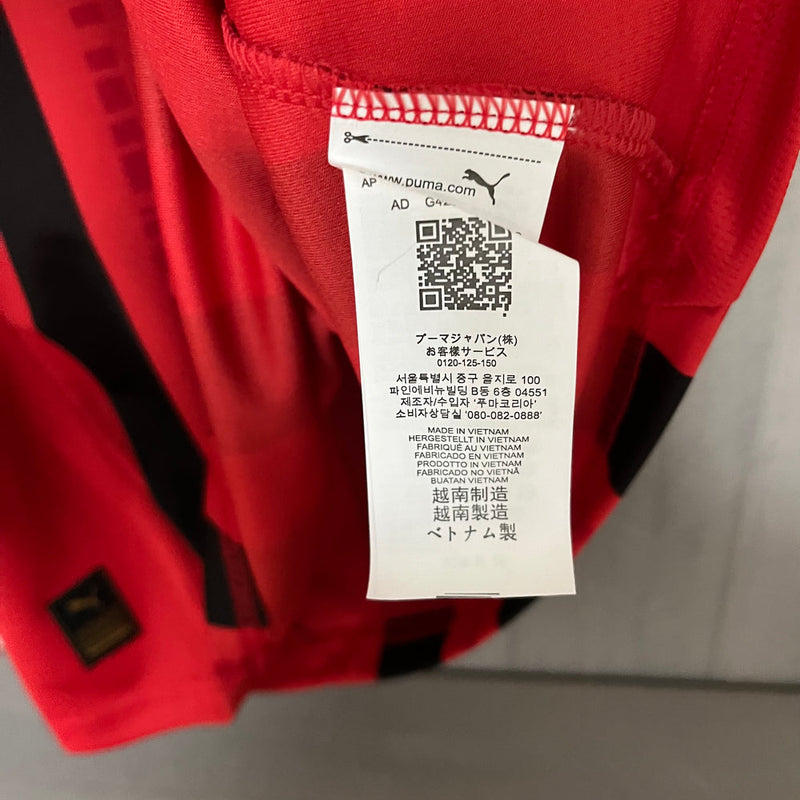 www.puma.com
AP
AD
プーマジャパン(株)
お客様サービス
0120-125-150
서울특별시 중구 을지로 100
파인에비뉴빌딩 B동 6층 04551
제조자/수입자 '푸마코리아'
소비자상담실 '080-082-0888'
MADE IN VIETNAM
HERGESTELLT IN VIETNAM
FABRIQUÉ AU VIETNAM
FABRICADO EN VIETNAM
PRODOTTO IN VIETNAM
FABRICADO NO VIETNÃ
BUATAN VIETNAM
越南制造
越南製造
ベトナム製